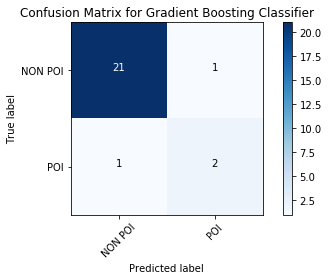 Confusion Matrix for Gradient Boosting Classifier
True label
NON POI
POI
21 1
1 2
NON POI
POI
Predicted label
20.0
17.5
15.0
12.5
10.0
7.5
5.0
2.5